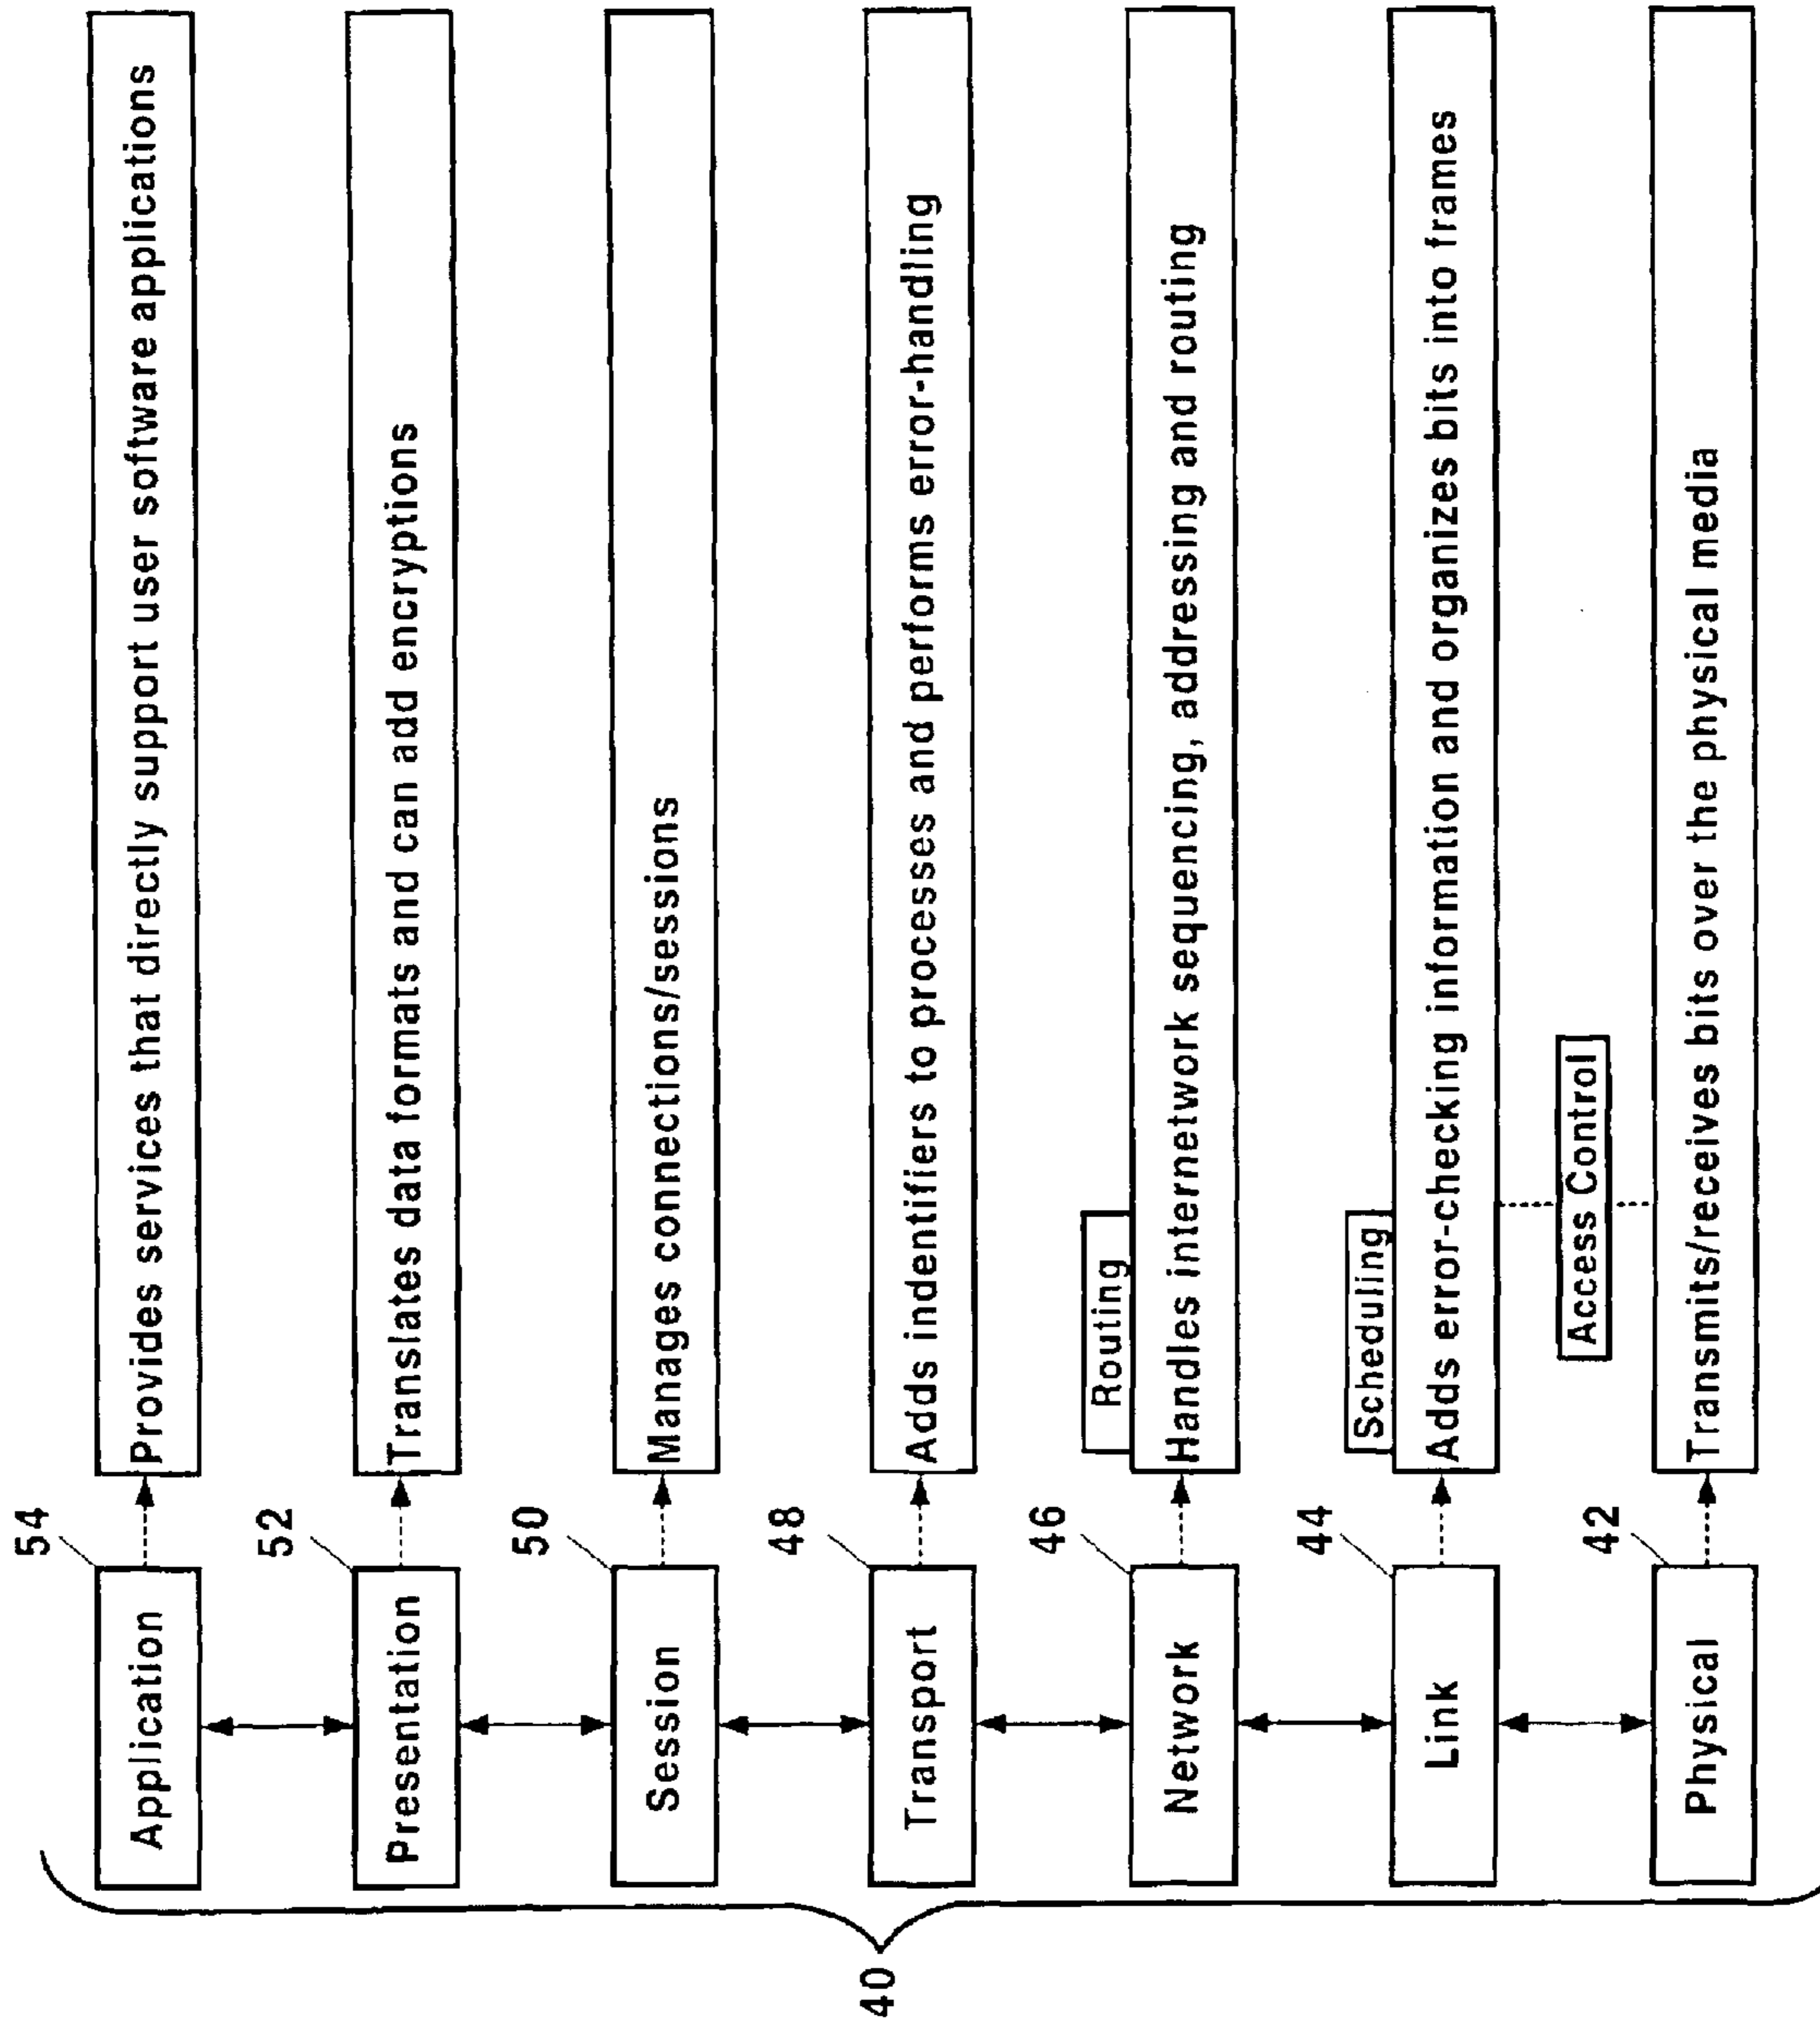 40
54
Application
Provides services that directly support user software applications
52
Presentation
Translates data formats and can add encryptions
50
Session
Manages connections/sessions
48
Transport
Adds indentifiers to processes and performs error-handling
46
Network
Routing
Handles internetwork sequencing, addressing and routing
44
Link
Scheduling
Adds error-checking information and organizes bits into frames
Access Control
42
Physical
Transmits/receives bits over the physical media